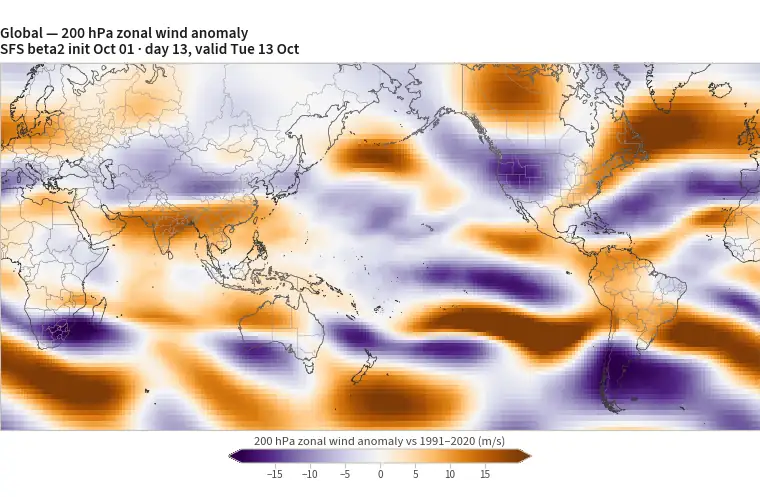 Global — 200 hPa zonal wind anomaly
SFS beta2 init Oct 01 · day 13, valid Tue 13 Oct
200 hPa zonal wind anomaly vs 1991–2020 (m/s)
−15 −10 −5 0 5 10 15